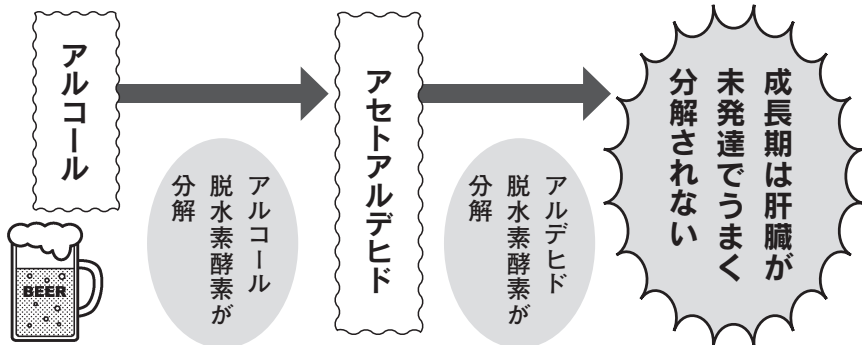 アルコール
BEER
アルコール
脱水素酵素が
分解
アセトアルデヒド
アルデヒド
脱水素酵素が
分解
成長期は肝臓が
未発達でうまく
分解されない